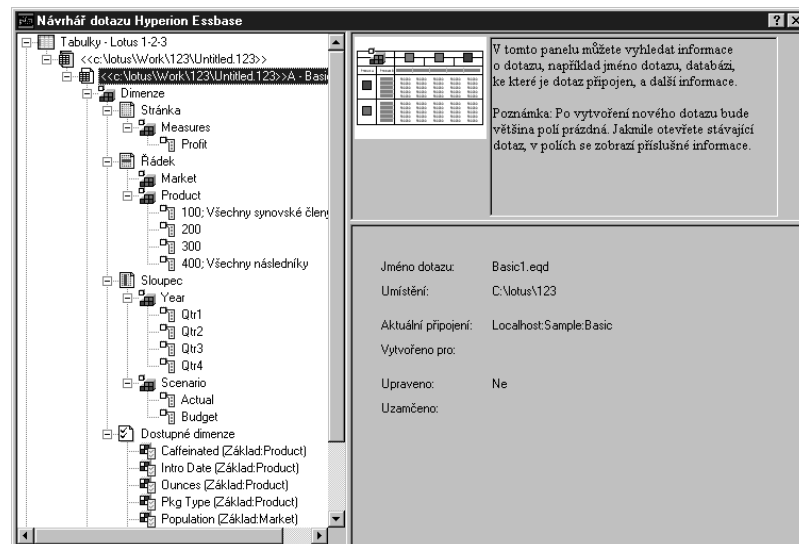 Návrhář dotazu Hyperion Essbase
Tabulky - Lotus 1-2-3
<<c:\lotus\Work\123\Untitled.123>>
<<c:\lotus\Work\123\Untitled.123>>A - Basi
Dimenze
Stránka
Measures
Profit
Řádek
Market
Product
100; Všechny synovské členy
200
300
400; Všechny následníky
Sloupec
Year
Qtr1
Qtr2
Qtr3
Qtr4
Scenario
Actual
Budget
Dostupné dimenze
Caffeinated (Základ:Product)
Intro Date (Základ:Product)
Ounces (Základ:Product)
Pkg Type (Základ:Product)
Population (Základ:Market)
V tomto panelu můžete vyhledat informace
o dotazu, například jméno dotazu, databázi,
ke které je dotaz připojen, a další informace.
Poznámka: Po vytvoření nového dotazu bude
většina polí prázdná. Jakmile otevřete stávající
dotaz, v polích se zobrazí příslušné informace.
Jméno dotazu: Basic1.eqd
Umístění: C:\lotus\123
Aktuální připojení: Localhost:Sample:Basic
Vytvořeno pro:
Upraveno: Ne
Uzamčeno: